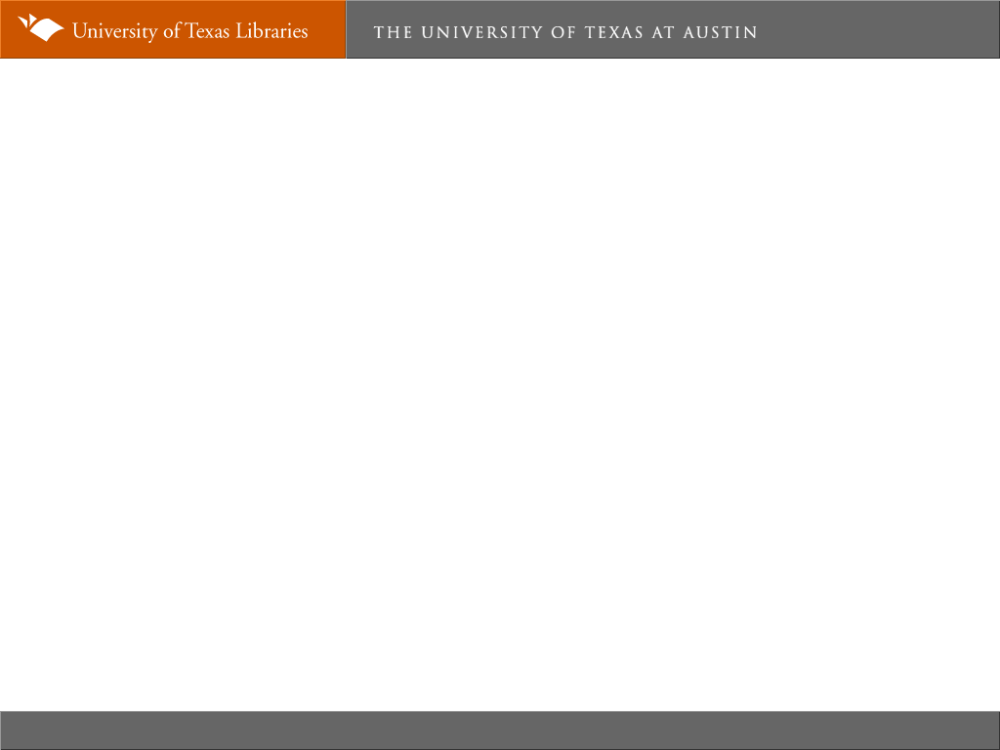 University of Texas Libraries
THE UNIVERSITY OF TEXAS AT AUSTIN